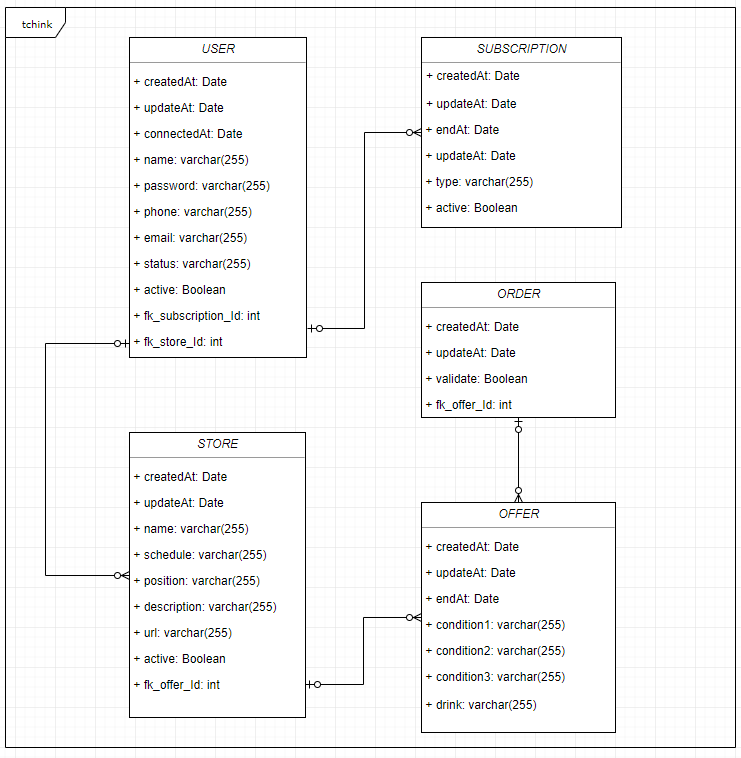 tchink
USER
+ createdAt: Date
+ updateAt: Date
+ connectedAt: Date
+ name: varchar(255)
+ password: varchar(255)
+ phone: varchar(255)
+ email: varchar(255)
+ status: varchar(255)
+ active: Boolean
+ fk_subscription_Id: int
+ fk_store_Id: int
SUBSCRIPTION
+ createdAt: Date
+ updateAt: Date
+ endAt: Date
+ updateAt: Date
+ type: varchar(255)
+ active: Boolean
ORDER
+ createdAt: Date
+ updateAt: Date
+ validate: Boolean
+ fk_offer_Id: int
STORE
+ createdAt: Date
+ updateAt: Date
+ name: varchar(255)
+ schedule: varchar(255)
+ position: varchar(255)
+ description: varchar(255)
+ url: varchar(255)
+ active: Boolean
+ fk_offer_Id: int
OFFER
+ createdAt: Date
+ updateAt: Date
+ endAt: Date
+ condition1: varchar(255)
+ condition2: varchar(255)
+ condition3: varchar(255)
+ drink: varchar(255)